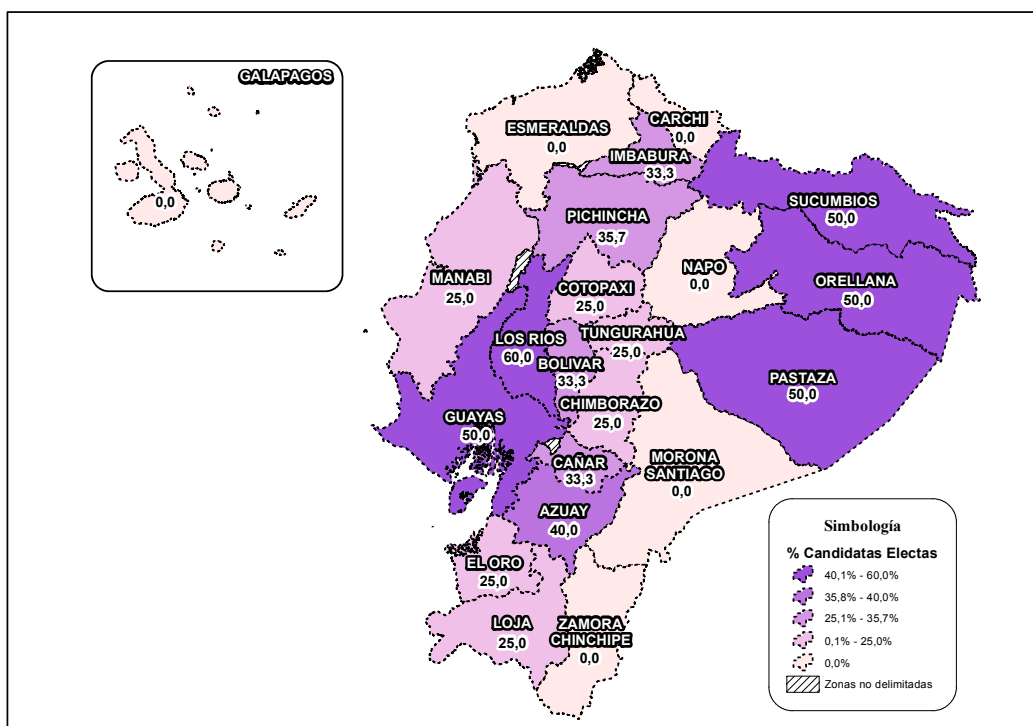 GALAPAGOS
0,0
ESMERALDAS
0,0
CARCHI
0,0
IMBABURA
33,3
SUCUMBIOS
50,0
PICHINCHA
35,7
NAPO
0,0
ORELLANA
50,0
MANABI
25,0
COTOPAXI
25,0
TUNGURAHUA
25,0
LOS RIOS
60,0
BOLIVAR
33,3
PASTAZA
50,0
CHIMBORAZO
25,0
GUAYAS
50,0
CAÑAR
33,3
MORONA
SANTIAGO
0,0
AZUAY
40,0
EL ORO
25,0
LOJA
25,0
ZAMORA
CHINCHIPE
0,0
Simbología
% Candidatas Electas
40,1% - 60,0%
35,8% - 40,0%
25,1% - 35,7%
0,1% - 25,0%
0,0%
Zonas no delimitadas